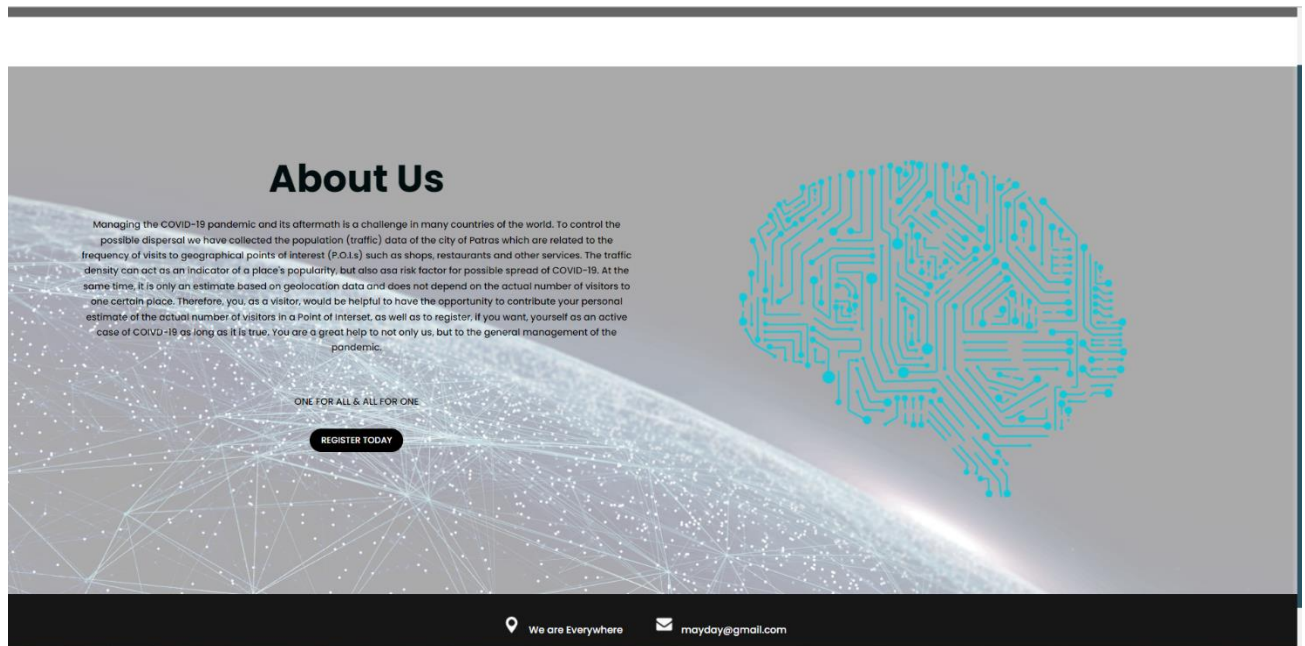 About Us
Managing the COVID-19 pandemic and its aftermath is a challenge in many countries of the world. To control the
possible dispersal we have collected the population (traffic) data of the city of Patras which are related to the
frequency of visits to geographical points of interest (P.O.I.s) such as shops, restaurants and other services. The traffic
density can act as an indicator of a place's popularity, but also asa risk factor for possible spread of COVID-19. At the
same time, it is only an estimate based on geolocation data and does not depend on the actual number of visitors to
one certain place. Therefore, you, as a visitor, would be helpful to have the opportunity to contribute your personal
estimate of the actual number of visitors in a Point of Interset, as well as to register, if you want, yourself as an active
case of COIVD-19 as long as it is true. You are a great help to not only us, but to the general management of the
pandemic.
ONE FOR ALL & ALL FOR ONE
REGISTER TODAY
We are Everywhere
mayday@gmail.com